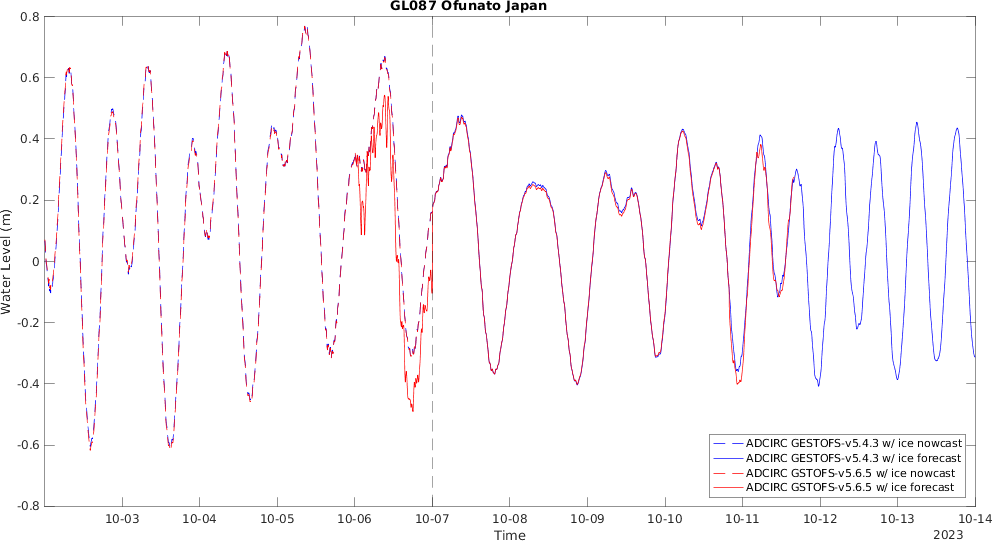 GL087 Ofunato Japan
0.8
0.6
0.4
0.2
0
-0.2
-0.4
-0.6
-0.8
Water Level (m)
10-03 10-04 10-05 10-06 10-07 10-08 10-09 10-10 10-11 10-12 10-13 10-14
Time
2023
ADCIRC GESTOFS-v5.4.3 w/ ice nowcast
ADCIRC GESTOFS-v5.4.3 w/ ice forecast
ADCIRC GSTOFS-v5.6.5 w/ ice nowcast
ADCIRC GSTOFS-v5.6.5 w/ ice forecast